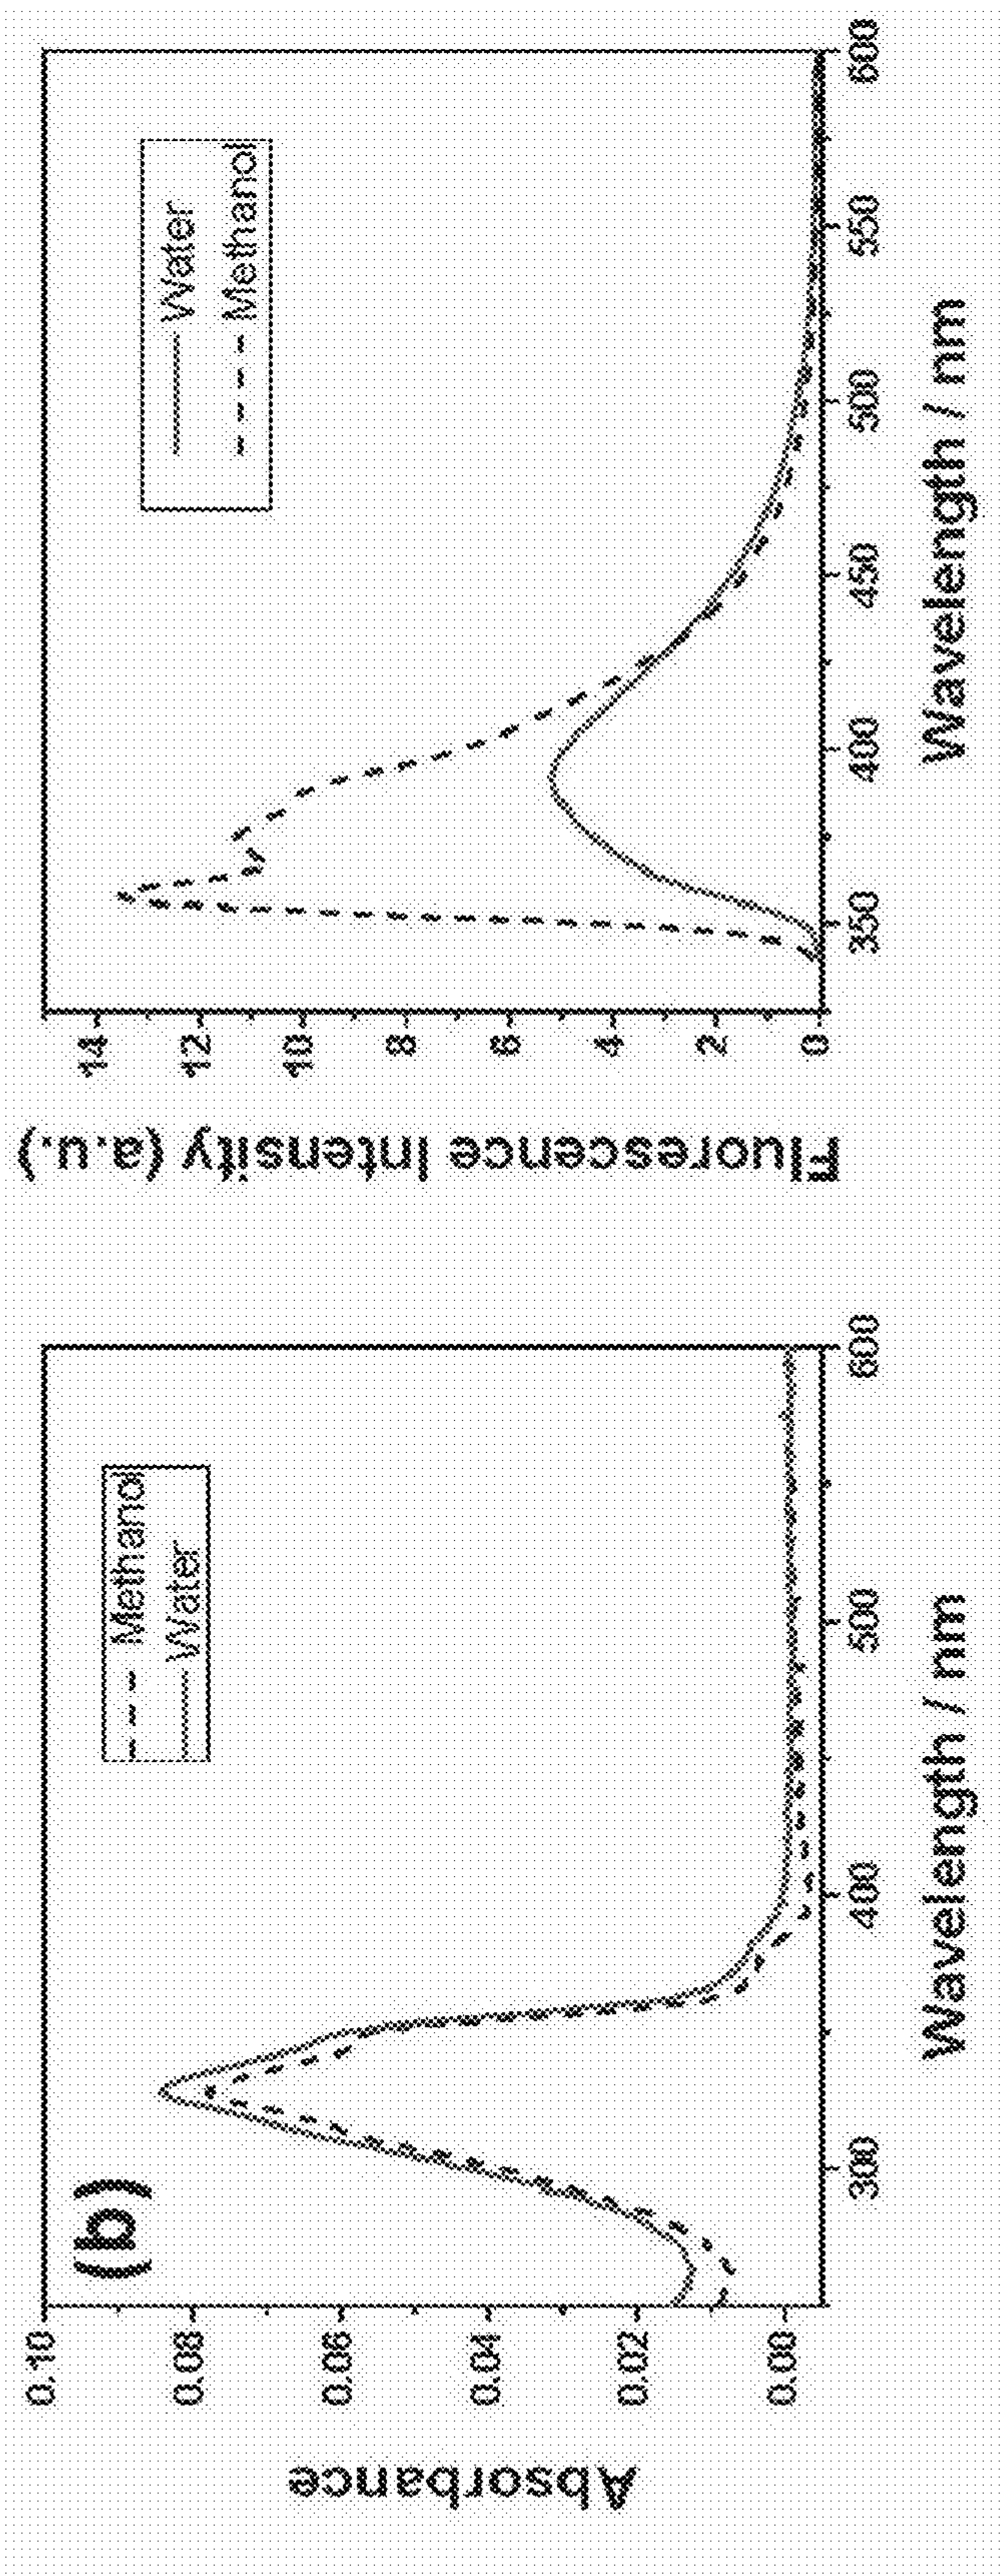 (b)
Absorbance
0.10
0.08
0.06
0.04
0.02
0.00
Methanol
Water
300
400
500
600
Wavelength / nm
Fluorescence Intensity (a.u.)
14
12
10
8
6
4
2
0
Water
Methanol
350
400
450
500
550
600
Wavelength / nm